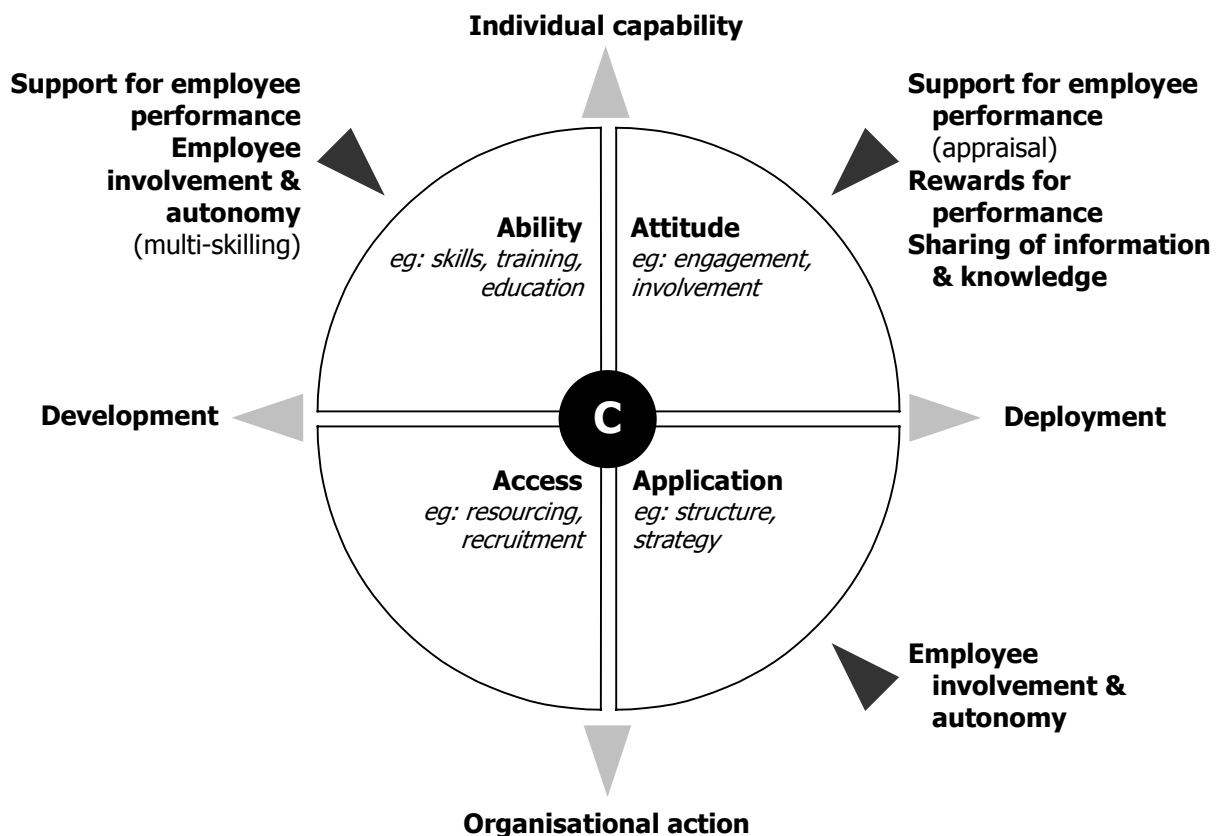 Individual capability
Support for employee
performance
Employee
involvement &
autonomy
(multi-skilling)
Support for employee
performance
(appraisal)
Rewards for
performance
Sharing of information
& knowledge
Ability
eg: skills, training,
education
Attitude
eg: engagement,
involvement
Development
C
Deployment
Access
eg: resourcing,
recruitment
Application
eg: structure,
strategy
Employee
involvement &
autonomy
Organisational action